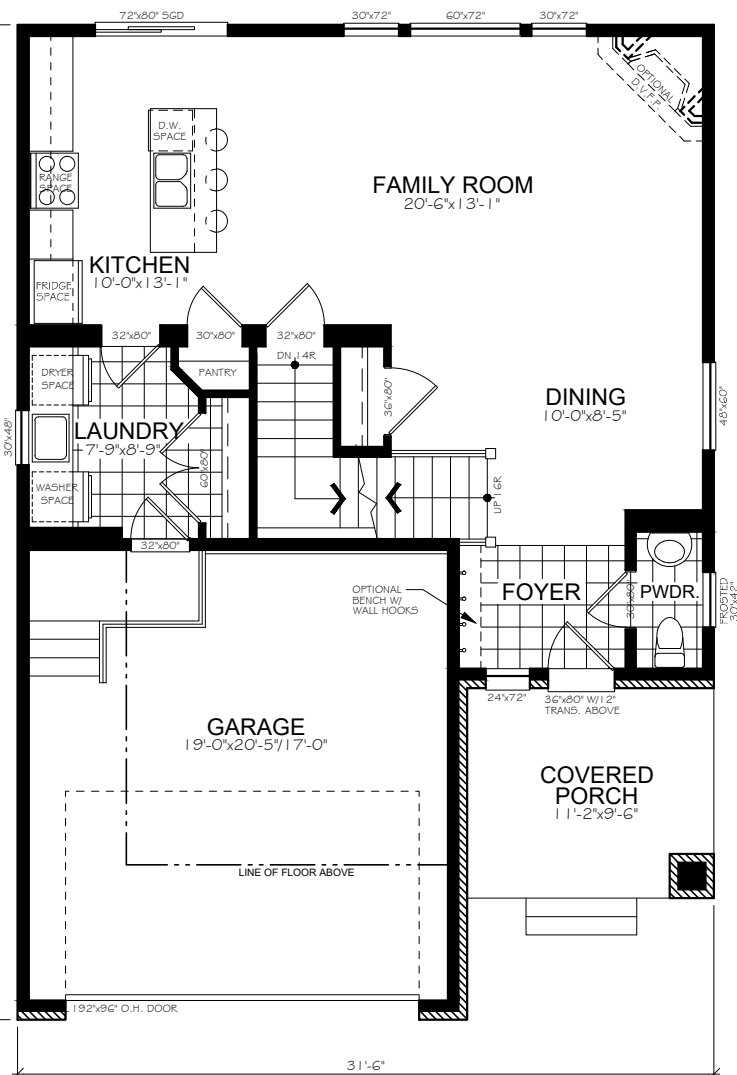 72"x80" SGD
30"x72"
60"x72"
30"x72"
D.W.
SPACE
OPTIONAL
D.V.F.P.
RANGE
SPACE
FAMILY ROOM
20'-6"x13'-1"
KITCHEN
10'-0"x13'-1"
FRIDGE
SPACE
32"x80"
30"x80"
32"x80"
DN 14R
DRYER
SPACE
PANTRY
36"x80"
DINING
10'-0"x8'-5"
48"x60"
30"x48"
LAUNDRY
7'-9"x8'-9"
60"x80"
WASHER
SPACE
UP 16R
32"x80"
OPTIONAL
BENCH W/
WALL HOOKS
FOYER
30"x80"
PWDR.
FROSTED
30"x42"
24"x72"
36"x80" W/12"
TRANS. ABOVE
GARAGE
19'-0"x20'-5"/17'-0"
COVERED
PORCH
11'-2"x9'-6"
LINE OF FLOOR ABOVE
192"x96" O.H. DOOR
31'-6"